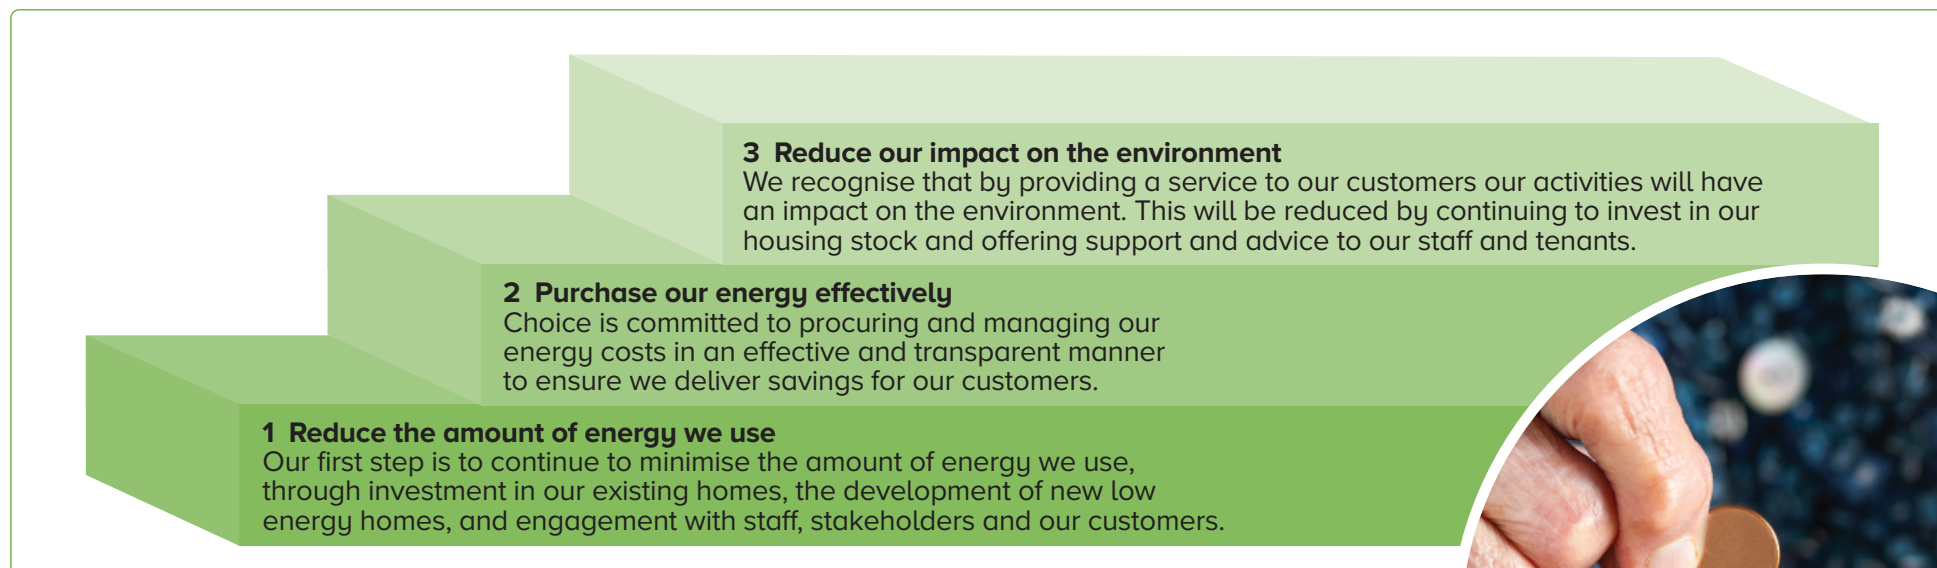 3 Reduce our impact on the environment
We recognise that by providing a service to our customers our activities will have
an impact on the environment. This will be reduced by continuing to invest in our
housing stock and offering support and advice to our staff and tenants.
2 Purchase our energy effectively
Choice is committed to procuring and managing our
energy costs in an effective and transparent manner
to ensure we deliver savings for our customers.
1 Reduce the amount of energy we use
Our first step is to continue to minimise the amount of energy we use,
through investment in our existing homes, the development of new low
energy homes, and engagement with staff, stakeholders and our customers.